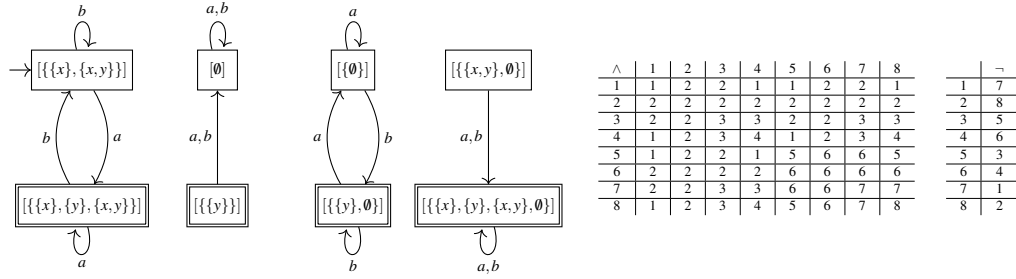 b
a,b
a
[{{x},{x,y}}]
[∅]
[{∅}]
[{{x,y},∅}]
b
a
a,b
a
b
a,b
[{{x},{y},{x,y}}]
[{{y}}]
[{{y},∅}]
[{{x},{y},{x,y},∅}]
a
b
a,b
∧ 1 2 3 4 5 6 7 8
1 1 2 2 1 1 2 2 1
2 2 2 2 2 2 2 2 2
3 2 2 3 3 2 2 3 3
4 1 2 3 4 1 2 3 4
5 1 2 2 1 5 6 6 5
6 2 2 2 2 6 6 6 6
7 2 2 3 3 6 6 7 7
8 1 2 3 4 5 6 7 8
¬
1 7
2 8
3 5
4 6
5 3
6 4
7 1
8 2